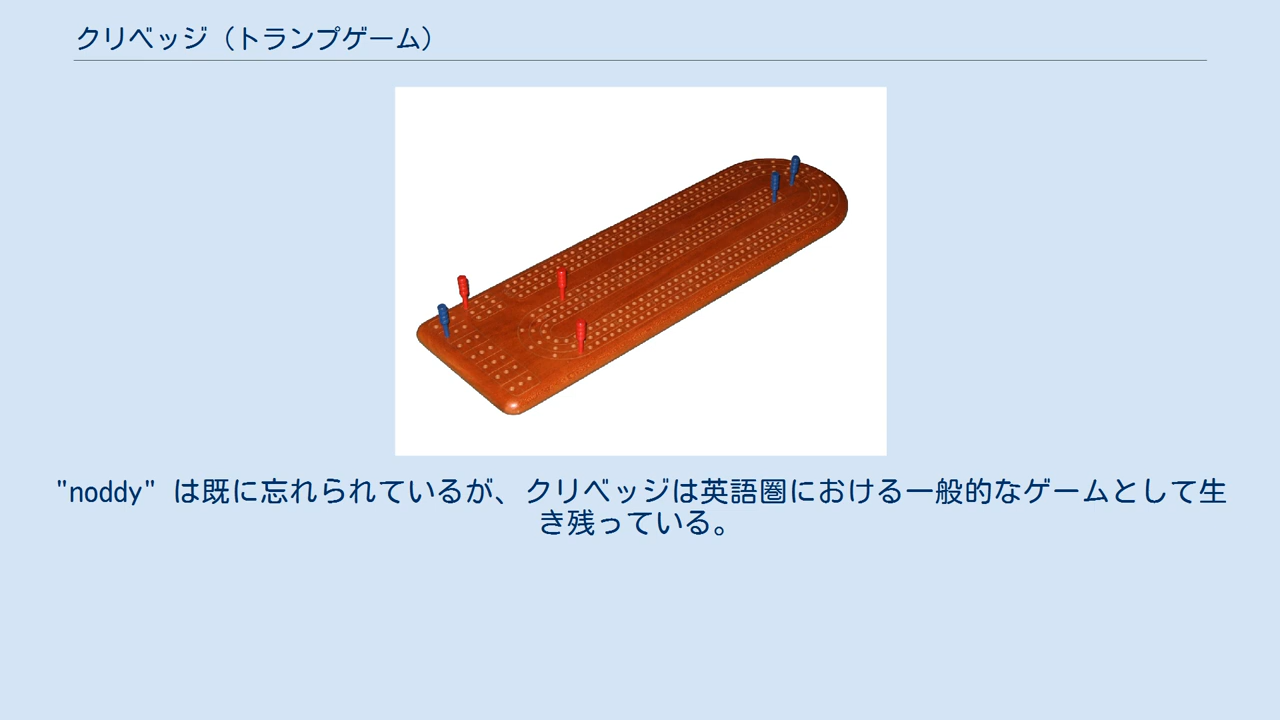 クリベッジ（トランプゲーム）
"noddy" は既に忘れられているが、クリベッジは英語圏における一般的なゲームとして生
き残っている。